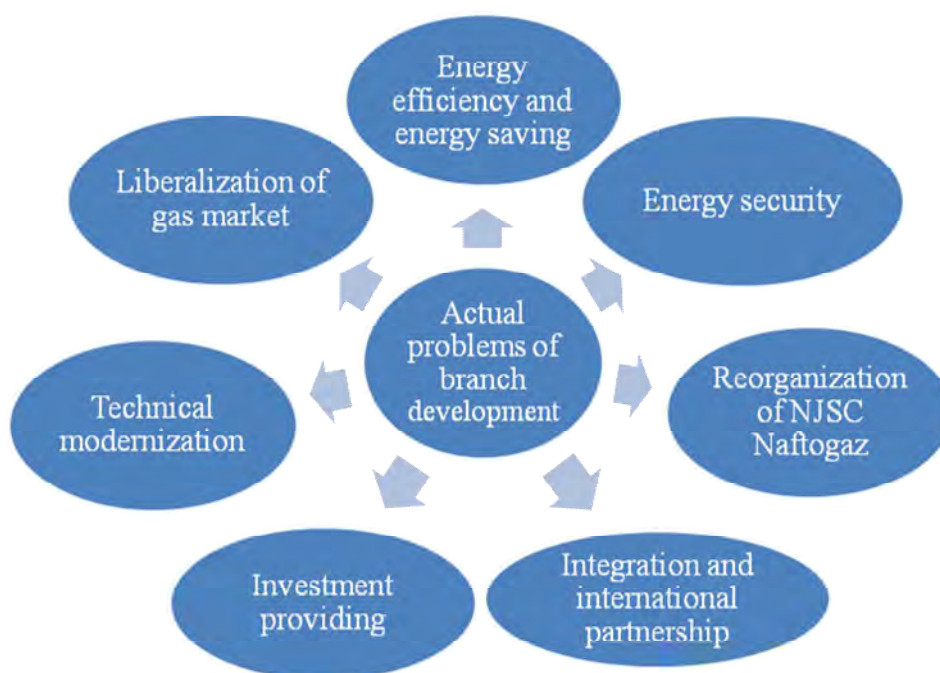 Energy
efficiency and
energy saving
Energy security
Reorganization
of NJSC
Naftogaz
Integration and
international
partnership
Investment
providing
Technical
modernization
Liberalization of
gas market
Actual
problems of
branch
development